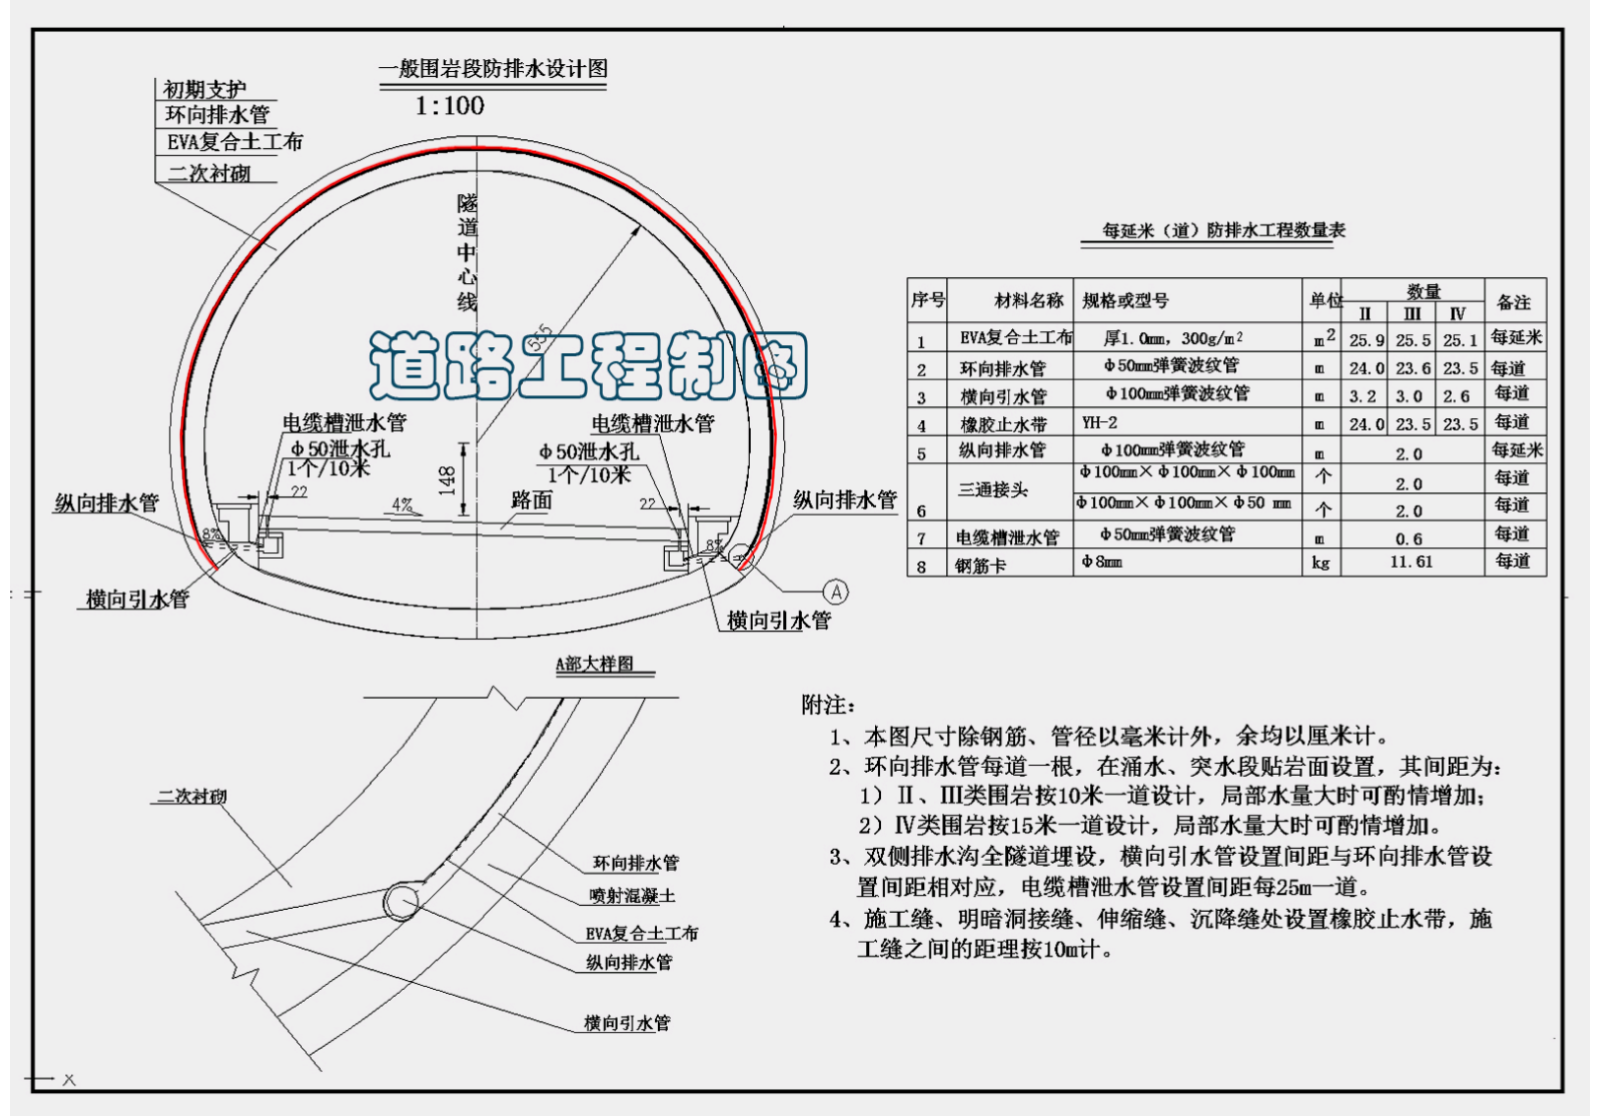 一般围岩段防排水设计图
1:100
初期支护
环向排水管
EVA复合土工布
二次衬砌
隧道中心线
555
道路工程制图
电缆槽泄水管
φ50泄水孔
1个/10米
22
纵向排水管
8%
横向引水管
4%
148
路面
电缆槽泄水管
φ50泄水孔
1个/10米
22
纵向排水管
8%
A
横向引水管
每延米（道）防排水工程数量表
序号 材料名称 规格或型号 单位 数量 备注
Ⅱ Ⅲ Ⅳ
1 EVA复合土工布 厚1.0mm，300g/m2 m2 25.9 25.5 25.1 每延米
2 环向排水管 φ50mm弹簧波纹管 m 24.0 23.6 23.5 每道
3 横向引水管 φ100mm弹簧波纹管 m 3.2 3.0 2.6 每道
4 橡胶止水带 YH-2 m 24.0 23.5 23.5 每道
5 纵向排水管 φ100mm弹簧波纹管 m 2.0 每延米
6 三通接头 φ100mm×φ100mm×φ100mm 个 2.0 每道
φ100mm×φ100mm×φ50 mm 个 2.0 每道
7 电缆槽泄水管 φ50mm弹簧波纹管 m 0.6 每道
8 钢筋卡 φ8mm kg 11.61 每道
A部大样图
二次衬砌
环向排水管
喷射混凝土
EVA复合土工布
纵向排水管
横向引水管
附注：
1、本图尺寸除钢筋、管径以毫米计外，余均以厘米计。
2、环向排水管每道一根，在涌水、突水段贴岩面设置，其间距为：
1）Ⅱ、Ⅲ类围岩按10米一道设计，局部水量大时可酌情增加；
2）Ⅳ类围岩按15米一道设计，局部水量大时可酌情增加。
3、双侧排水沟全隧道埋设，横向引水管设置间距与环向排水管设
置间距相对应，电缆槽泄水管设置间距每25m一道。
4、施工缝、明暗洞接缝、伸缩缝、沉降缝处设置橡胶止水带，施
工缝之间的距理按10m计。
X